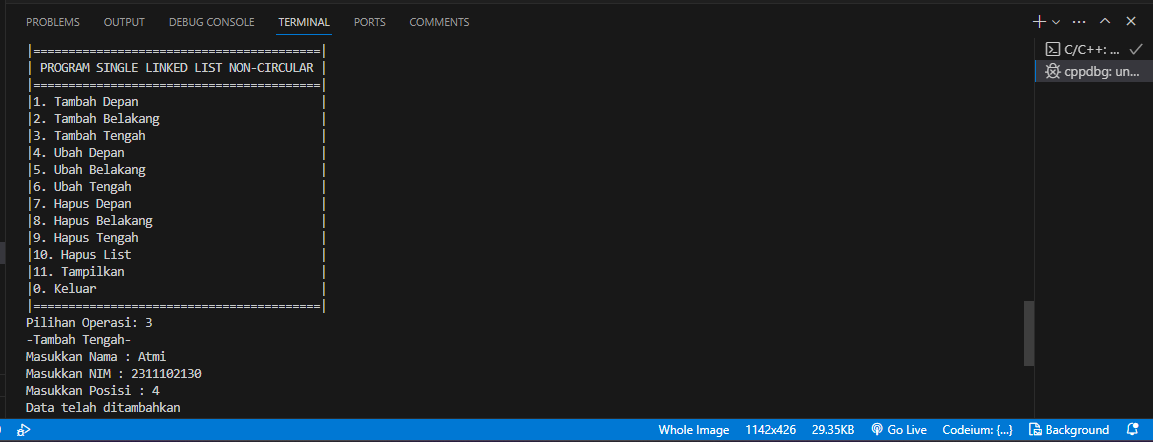 PROBLEMS OUTPUT DEBUG CONSOLE TERMINAL PORTS COMMENTS
|=========================================|
| PROGRAM SINGLE LINKED LIST NON-CIRCULAR |
|=========================================|
|1. Tambah Depan |
|2. Tambah Belakang |
|3. Tambah Tengah |
|4. Ubah Depan |
|5. Ubah Belakang |
|6. Ubah Tengah |
|7. Hapus Depan |
|8. Hapus Belakang |
|9. Hapus Tengah |
|10. Hapus List |
|11. Tampilkan |
|0. Keluar |
|=========================================|
Pilihan Operasi: 3
-Tambah Tengah-
Masukkan Nama : Atmi
Masukkan NIM : 2311102130
Masukkan Posisi : 4
Data telah ditambahkan
C/C++: ...
cppdbg: un...
Whole Image 1142x426 29.35KB Go Live Codeium: {...} Background